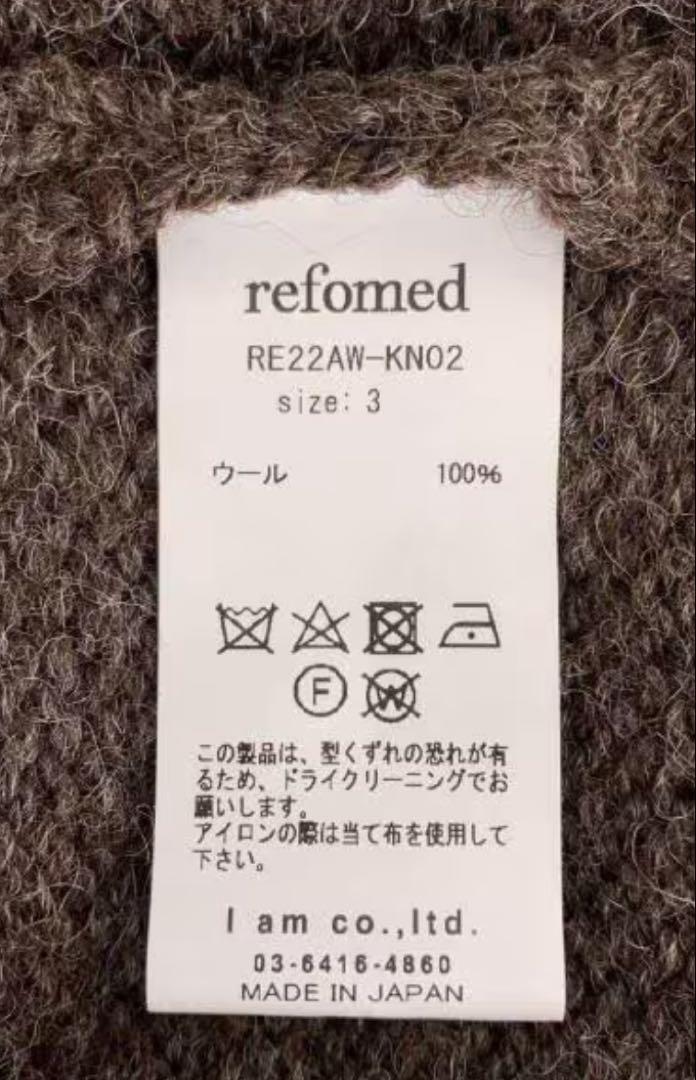 refomed
RE22AW-KN02
size: 3
ウール 100%
F W
この製品は、型くずれの恐れが有
るため、ドライクリーニングでお
願いします。
アイロンの際は当て布を使用して
下さい。
I am co.,ltd.
03-6416-4860
MADE IN JAPAN